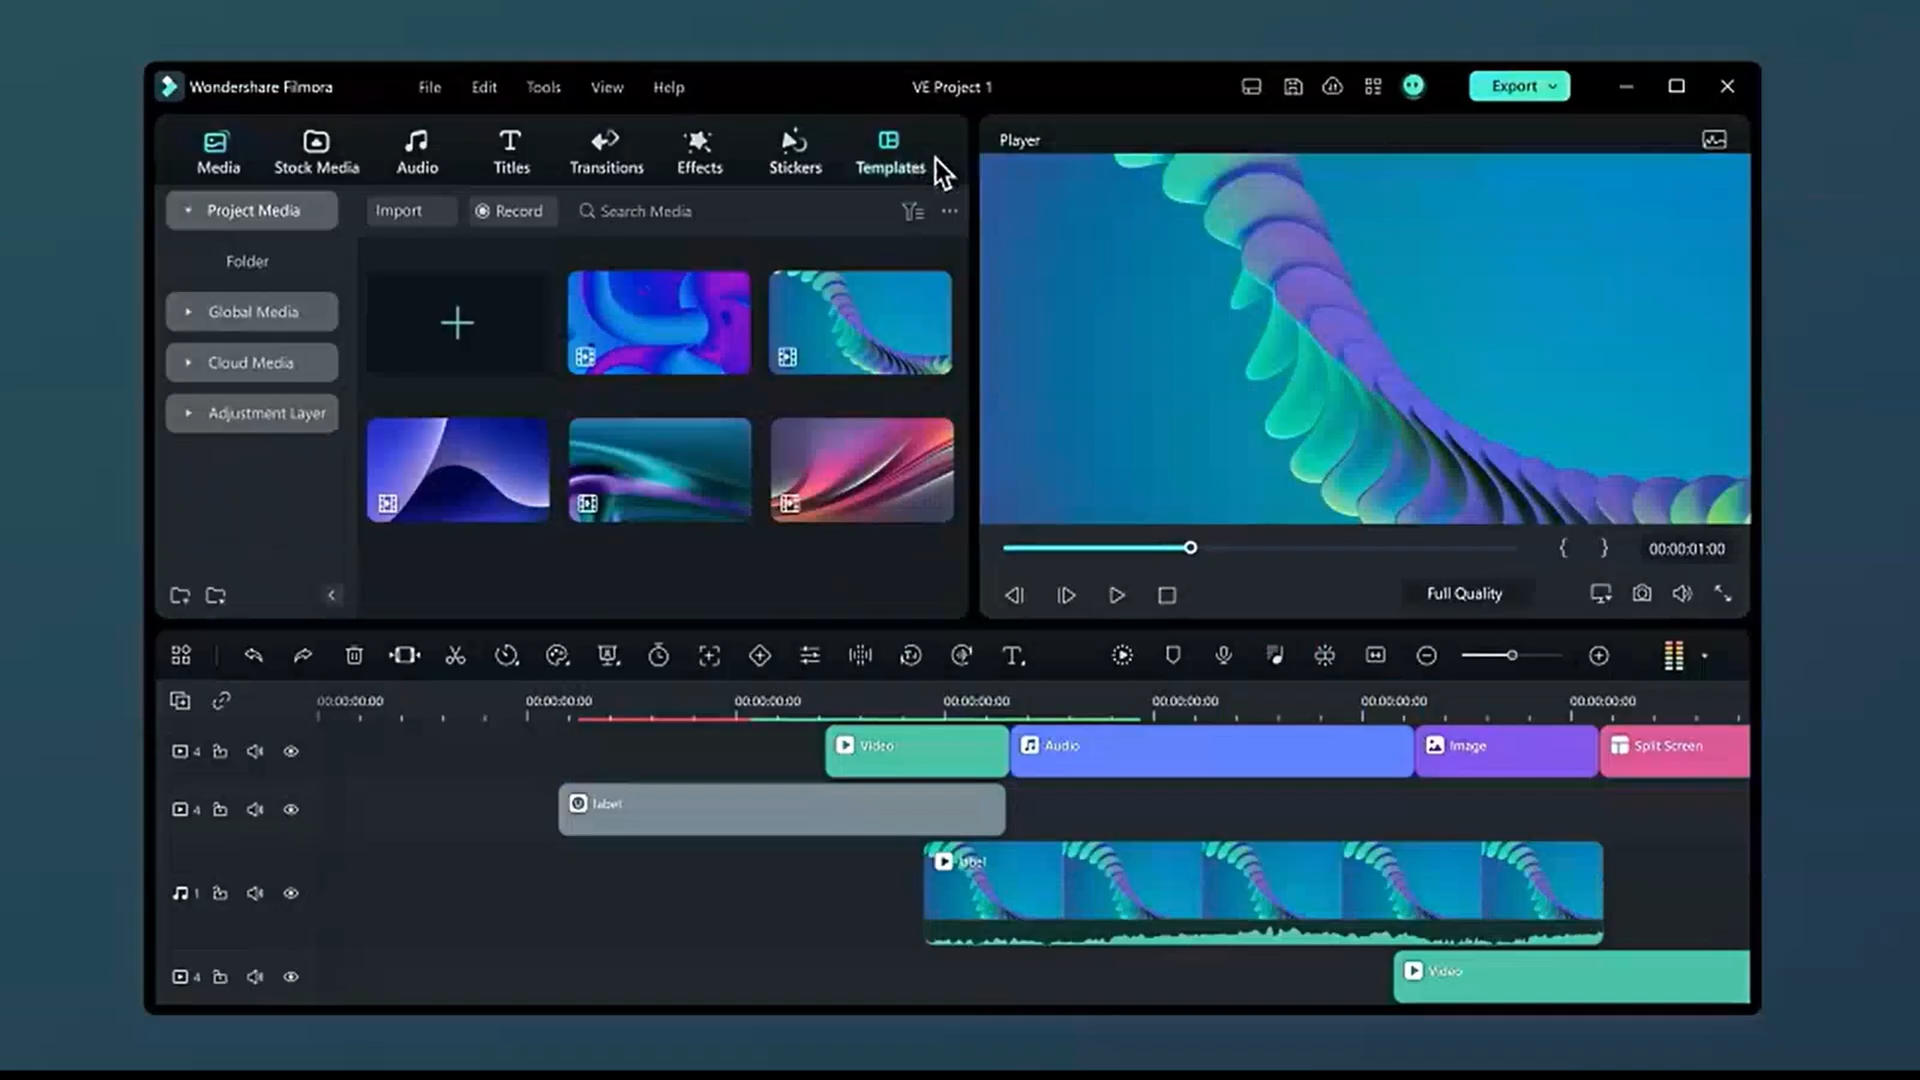 Wondershare Filmora File Edit Tools View Help VE Project 1 Export
Media Stock Media Audio Titles Transitions Effects Stickers Templates
Player
Project Media Import Record Search Media
Folder
Global Media
Cloud Media
Adjustment Layer
{ } 00:00:01:00
Full Quality
00:00:00:00 00:00:00:00 00:00:00:00 00:00:00:00 00:00:00:00 00:00:00:00 00:00:00:00
4 Video Audio Image Split Screen
4 label
label
1
4 Video